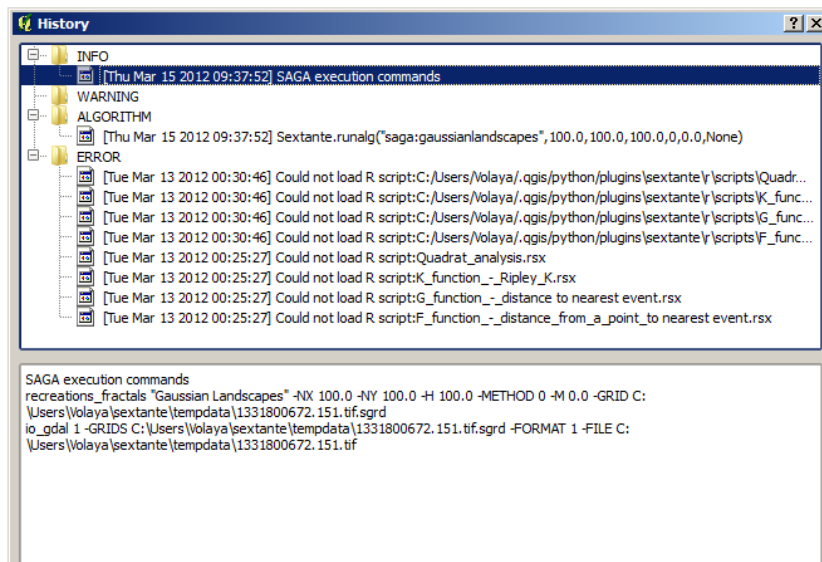 History
INFO
[Thu Mar 15 2012 09:37:52] SAGA execution commands
WARNING
ALGORITHM
[Thu Mar 15 2012 09:37:52] Sextante.runalg("saga:gaussianlandscapes",100.0,100.0,100.0,0,0.0,None)
ERROR
[Tue Mar 13 2012 00:30:46] Could not load R script:C:/Users/Volaya/.qgis/python/plugins\sextante\r\scripts\Quadr...
[Tue Mar 13 2012 00:30:46] Could not load R script:C:/Users/Volaya/.qgis/python/plugins\sextante\r\scripts\K_func...
[Tue Mar 13 2012 00:30:46] Could not load R script:C:/Users/Volaya/.qgis/python/plugins\sextante\r\scripts\G_func...
[Tue Mar 13 2012 00:30:46] Could not load R script:C:/Users/Volaya/.qgis/python/plugins\sextante\r\scripts\F_func...
[Tue Mar 13 2012 00:25:27] Could not load R script:Quadrat_analysis.rsx
[Tue Mar 13 2012 00:25:27] Could not load R script:K_function_-_Ripley_K.rsx
[Tue Mar 13 2012 00:25:27] Could not load R script:G_function_-_distance to nearest event.rsx
[Tue Mar 13 2012 00:25:27] Could not load R script:F_function_-_distance_from_a_point_to nearest event.rsx
SAGA execution commands
recreations_fractals "Gaussian Landscapes" -NX 100.0 -NY 100.0 -H 100.0 -METHOD 0 -M 0.0 -GRID C:
\Users\Volaya\sextante\tempdata\1331800672.151.tif.sgrd
io_gdal 1 -GRIDS C:\Users\Volaya\sextante\tempdata\1331800672.151.tif.sgrd -FORMAT 1 -FILE C:
\Users\Volaya\sextante\tempdata\1331800672.151.tif